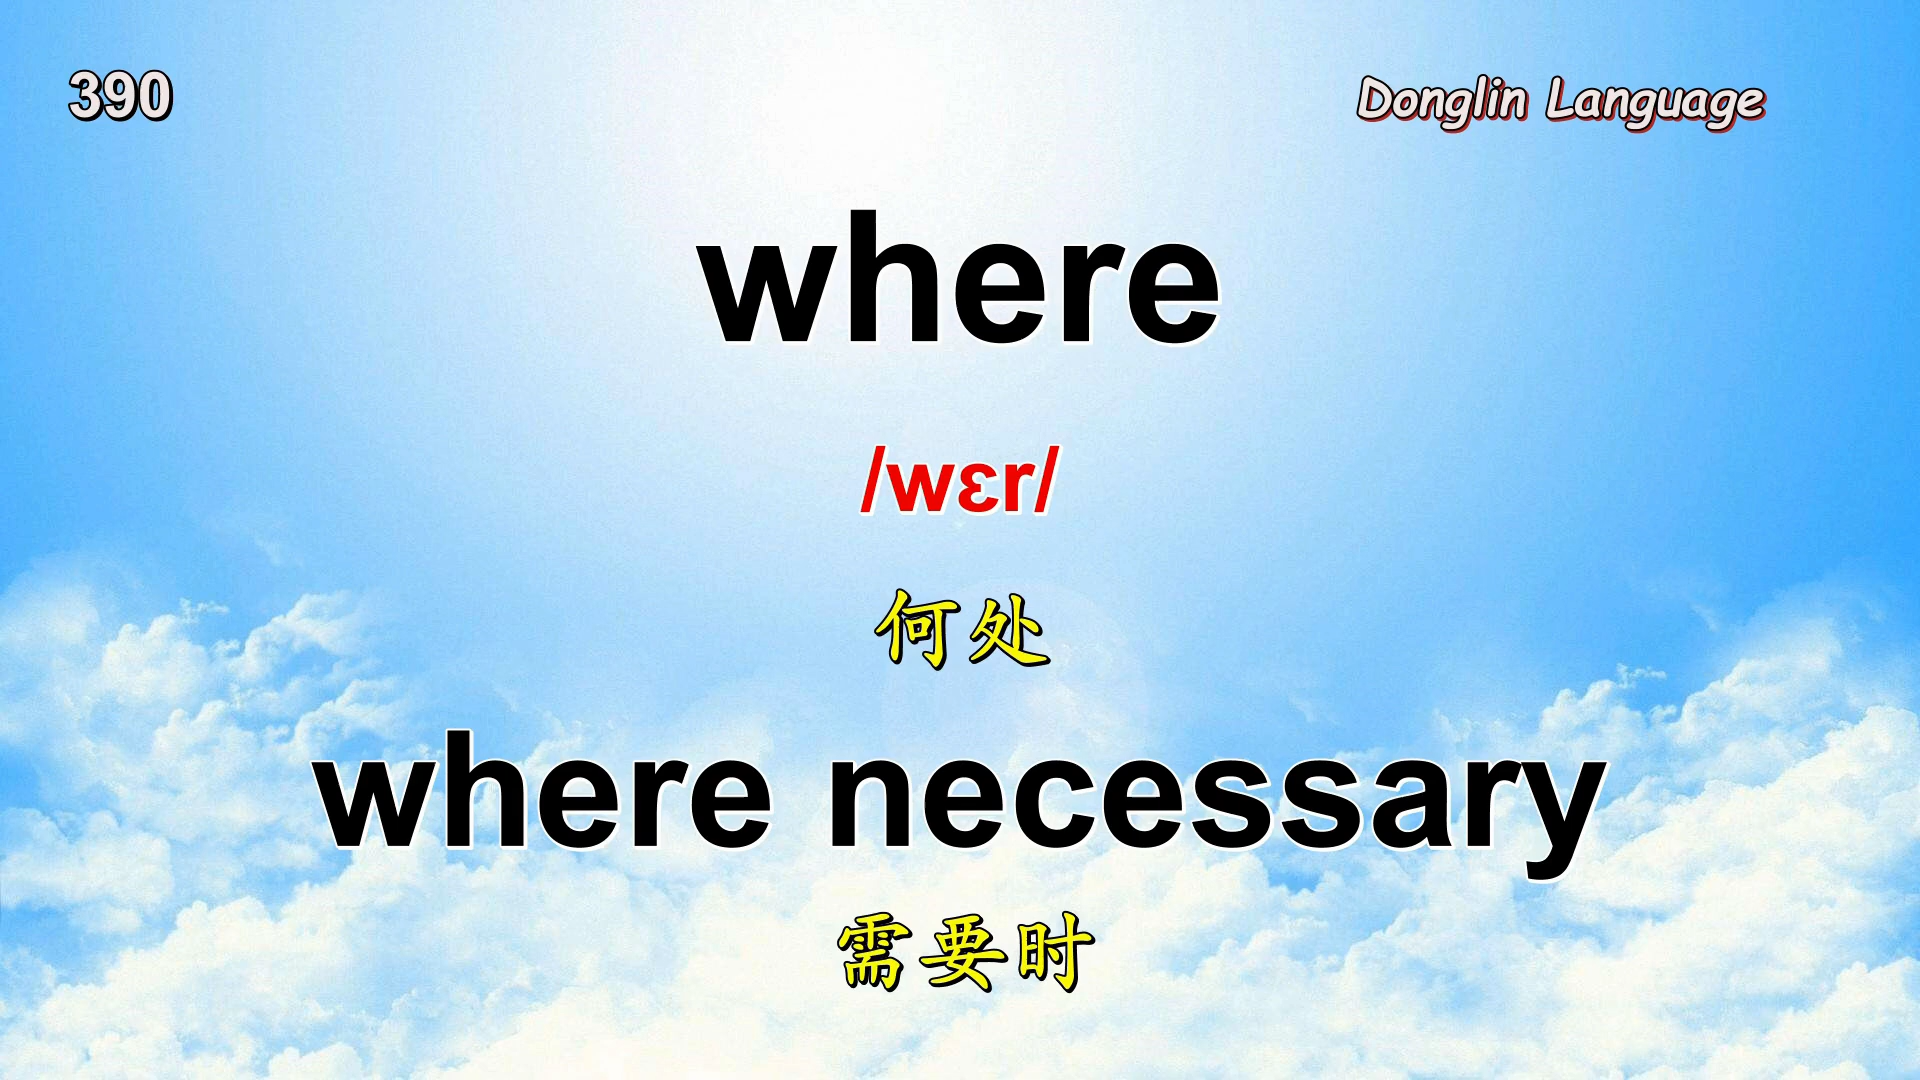 390
Donglin Language
where
/wɛr/
何处
where necessary
需要时